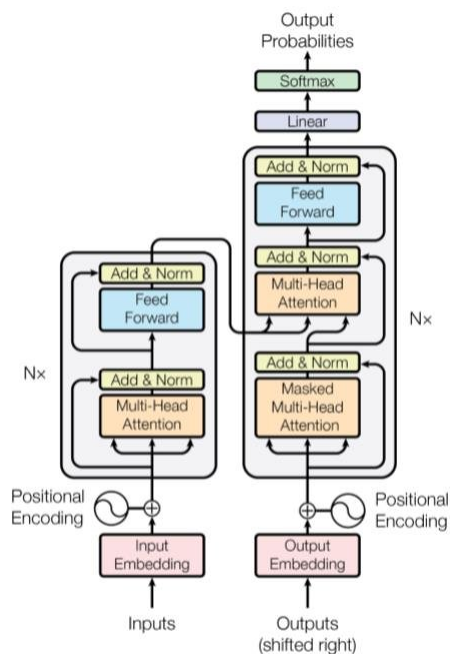 Output
Probabilities
Softmax
Linear
Add & Norm
Feed
Forward
Add & Norm
Multi-Head
Attention
Add & Norm
Masked
Multi-Head
Attention
Nx
Add & Norm
Feed
Forward
Add & Norm
Multi-Head
Attention
Nx
Positional
Encoding
Positional
Encoding
Input
Embedding
Output
Embedding
Inputs
Outputs
(shifted right)